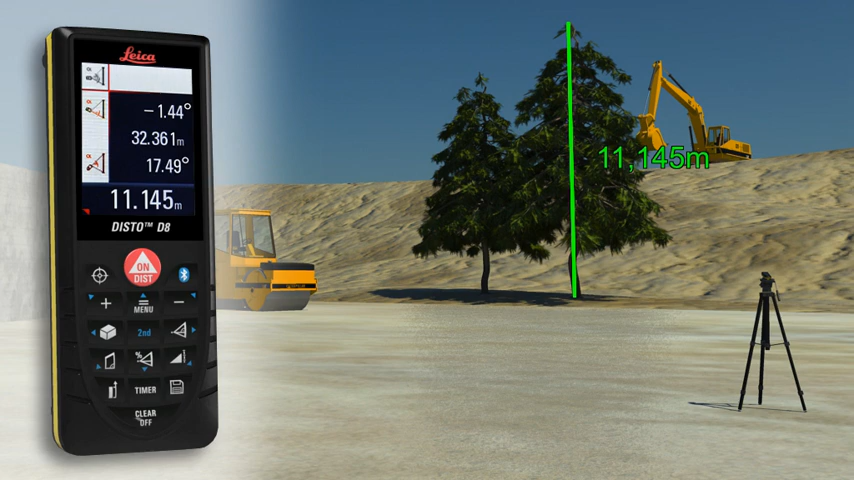 Leica
–1.44°
32.361m
17.49°
11.145m
DISTO™ D8
ON
DIST
+
MENU
–
2nd
%
TIMER
CLEAR
OFF
11,145m